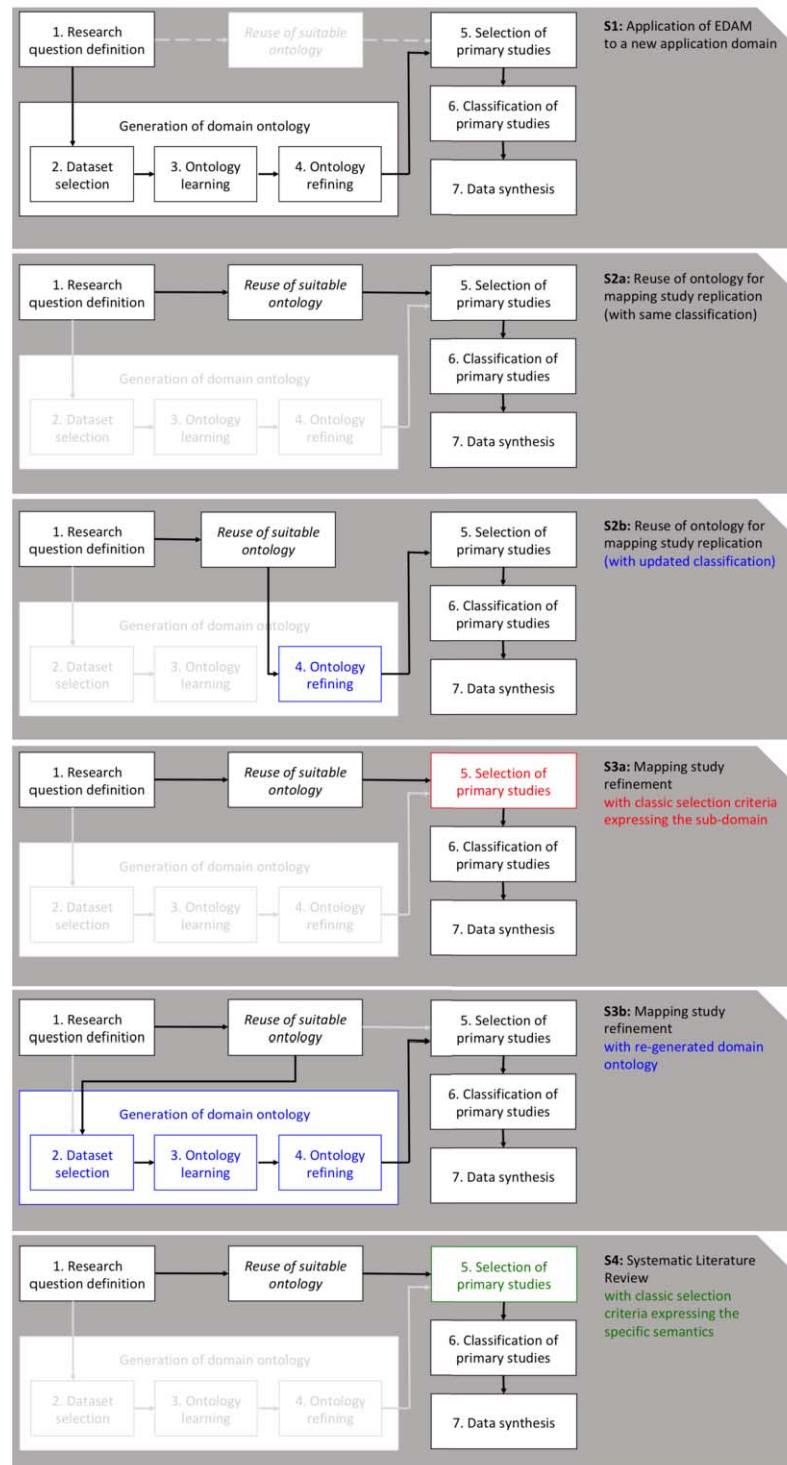 1. Research
question definition
Reuse of suitable
ontology
5. Selection of
primary studies
S1: Application of EDAM
to a new application domain
6. Classification of
primary studies
Generation of domain ontology
2. Dataset
selection
3. Ontology
learning
4. Ontology
refining
7. Data synthesis
1. Research
question definition
Reuse of suitable
ontology
5. Selection of
primary studies
S2a: Reuse of ontology for
mapping study replication
(with same classification)
6. Classification of
primary studies
Generation of domain ontology
2. Dataset
selection
3. Ontology
learning
4. Ontology
refining
7. Data synthesis
1. Research
question definition
Reuse of suitable
ontology
5. Selection of
primary studies
S2b: Reuse of ontology for
mapping study replication
(with updated classification)
6. Classification of
primary studies
Generation of domain ontology
2. Dataset
selection
3. Ontology
learning
4. Ontology
refining
7. Data synthesis
1. Research
question definition
Reuse of suitable
ontology
5. Selection of
primary studies
S3a: Mapping study
refinement
with classic selection criteria
expressing the sub-domain
6. Classification of
primary studies
Generation of domain ontology
2. Dataset
selection
3. Ontology
learning
4. Ontology
refining
7. Data synthesis
1. Research
question definition
Reuse of suitable
ontology
5. Selection of
primary studies
S3b: Mapping study
refinement
with re-generated domain
ontology
6. Classification of
primary studies
Generation of domain ontology
2. Dataset
selection
3. Ontology
learning
4. Ontology
refining
7. Data synthesis
1. Research
question definition
Reuse of suitable
ontology
5. Selection of
primary studies
S4: Systematic Literature
Review
with classic selection
criteria expressing the
specific semantics
6. Classification of
primary studies
Generation of domain ontology
2. Dataset
selection
3. Ontology
learning
4. Ontology
refining
7. Data synthesis